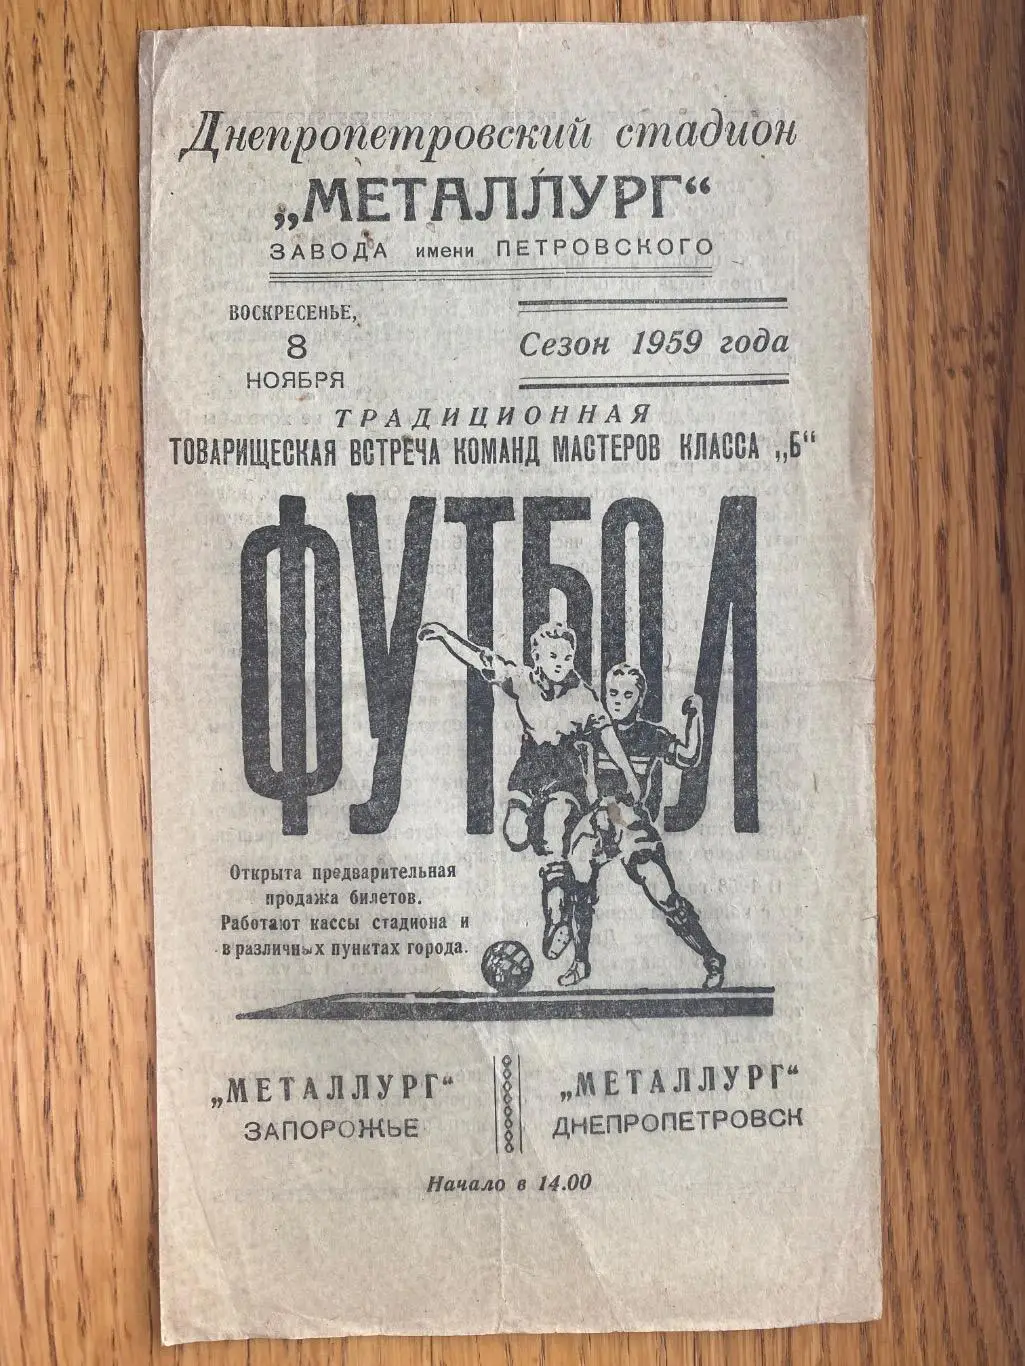 Днепропетровский стадион
„МЕТАЛЛУРГ“
ЗАВОДА имени ПЕТРОВСКОГО
ВОСКРЕСЕНЬЕ,
8
НОЯБРЯ
Сезон 1959 года
ТРАДИЦИОННАЯ
ТОВАРИЩЕСКАЯ ВСТРЕЧА КОМАНД МАСТЕРОВ КЛАССА „Б“
ФУТБОЛ
Открыта предварительная
продажа билетов.
Работают кассы стадиона и
в различных пунктах города.
„МЕТАЛЛУРГ“
ЗАПОРОЖЬЕ
„МЕТАЛЛУРГ“
ДНЕПРОПЕТРОВСК
Начало в 14.00